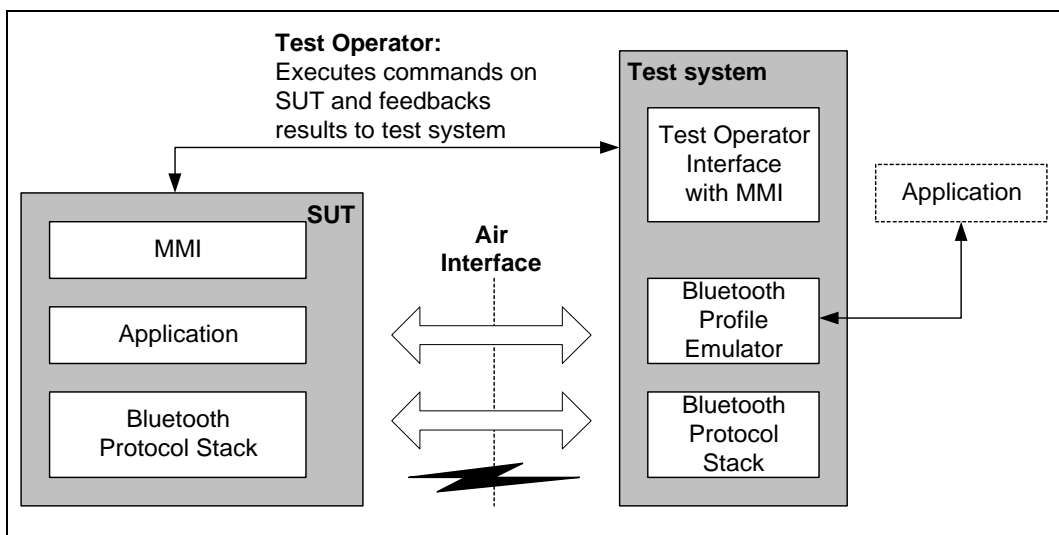 Test Operator:
Executes commands on
SUT and feedbacks
results to test system
Test system
Test Operator
Interface
with MMI
Application
SUT
MMI
Air
Interface
Application
Bluetooth
Profile
Emulator
Bluetooth
Protocol Stack
Bluetooth
Protocol
Stack